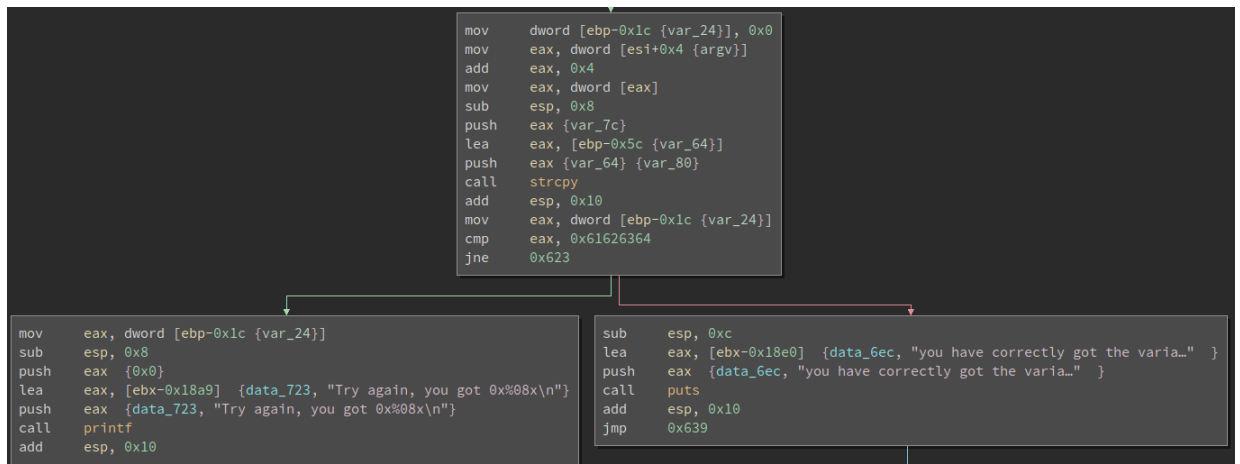 mov dword [ebp-0x1c {var_24}], 0x0
mov eax, dword [esi+0x4 {argv}]
add eax, 0x4
mov eax, dword [eax]
sub esp, 0x8
push eax {var_7c}
lea eax, [ebp-0x5c {var_64}]
push eax {var_64} {var_80}
call strcpy
add esp, 0x10
mov eax, dword [ebp-0x1c {var_24}]
cmp eax, 0x61626364
jne 0x623
mov eax, dword [ebp-0x1c {var_24}]
sub esp, 0x8
push eax {0x0}
lea eax, [ebx-0x18a9] {data_723, "Try again, you got 0x%08x\n"}
push eax {data_723, "Try again, you got 0x%08x\n"}
call printf
add esp, 0x10
sub esp, 0xc
lea eax, [ebx-0x18e0] {data_6ec, "you have correctly got the varia…" }
push eax {data_6ec, "you have correctly got the varia…" }
call puts
add esp, 0x10
jmp 0x639